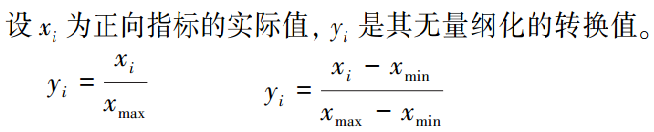 设 x_i 为正向指标的实际值, y_i 是其无量纲化的转换值。
y_i = x_i / x_max    y_i = (x_i − x_min) / (x_max − x_min)